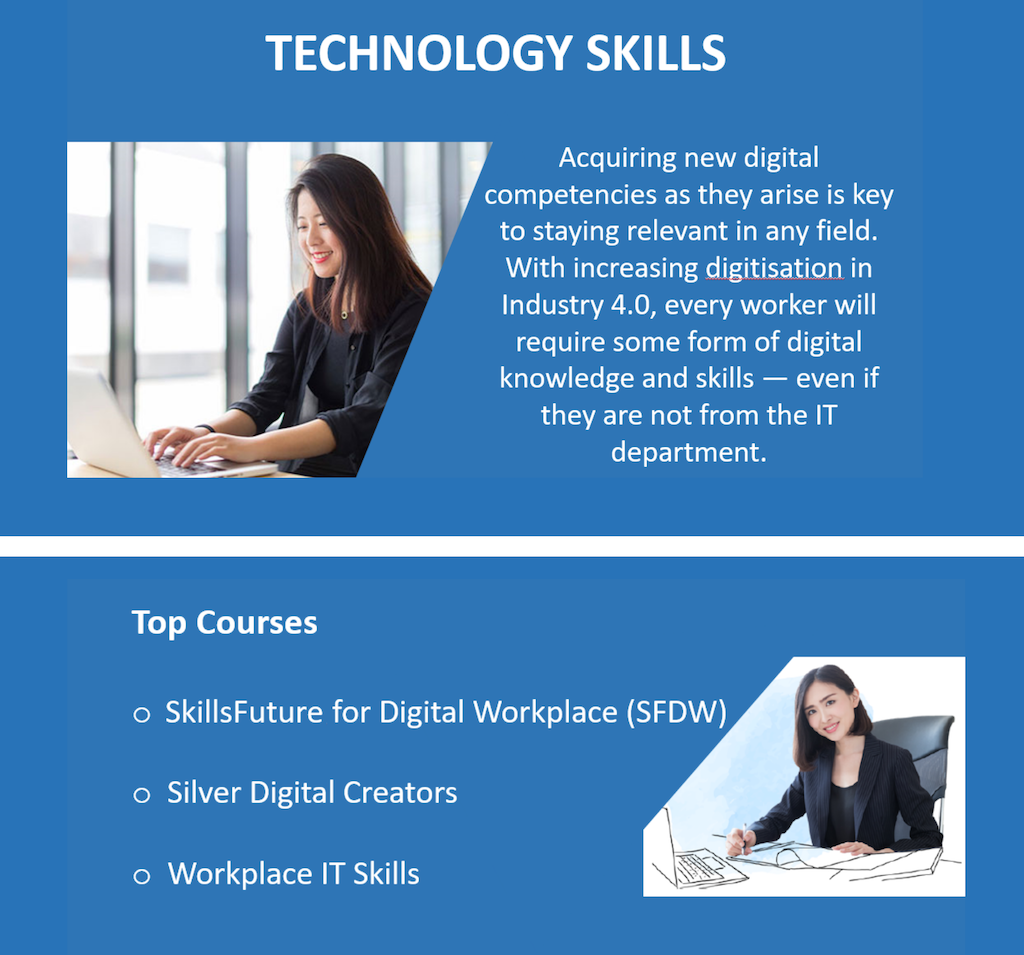 TECHNOLOGY SKILLS
Acquiring new digital
competencies as they arise is key
to staying relevant in any field.
With increasing digitisation in
Industry 4.0, every worker will
require some form of digital
knowledge and skills — even if
they are not from the IT
department.
Top Courses
SkillsFuture for Digital Workplace (SFDW)
Silver Digital Creators
Workplace IT Skills